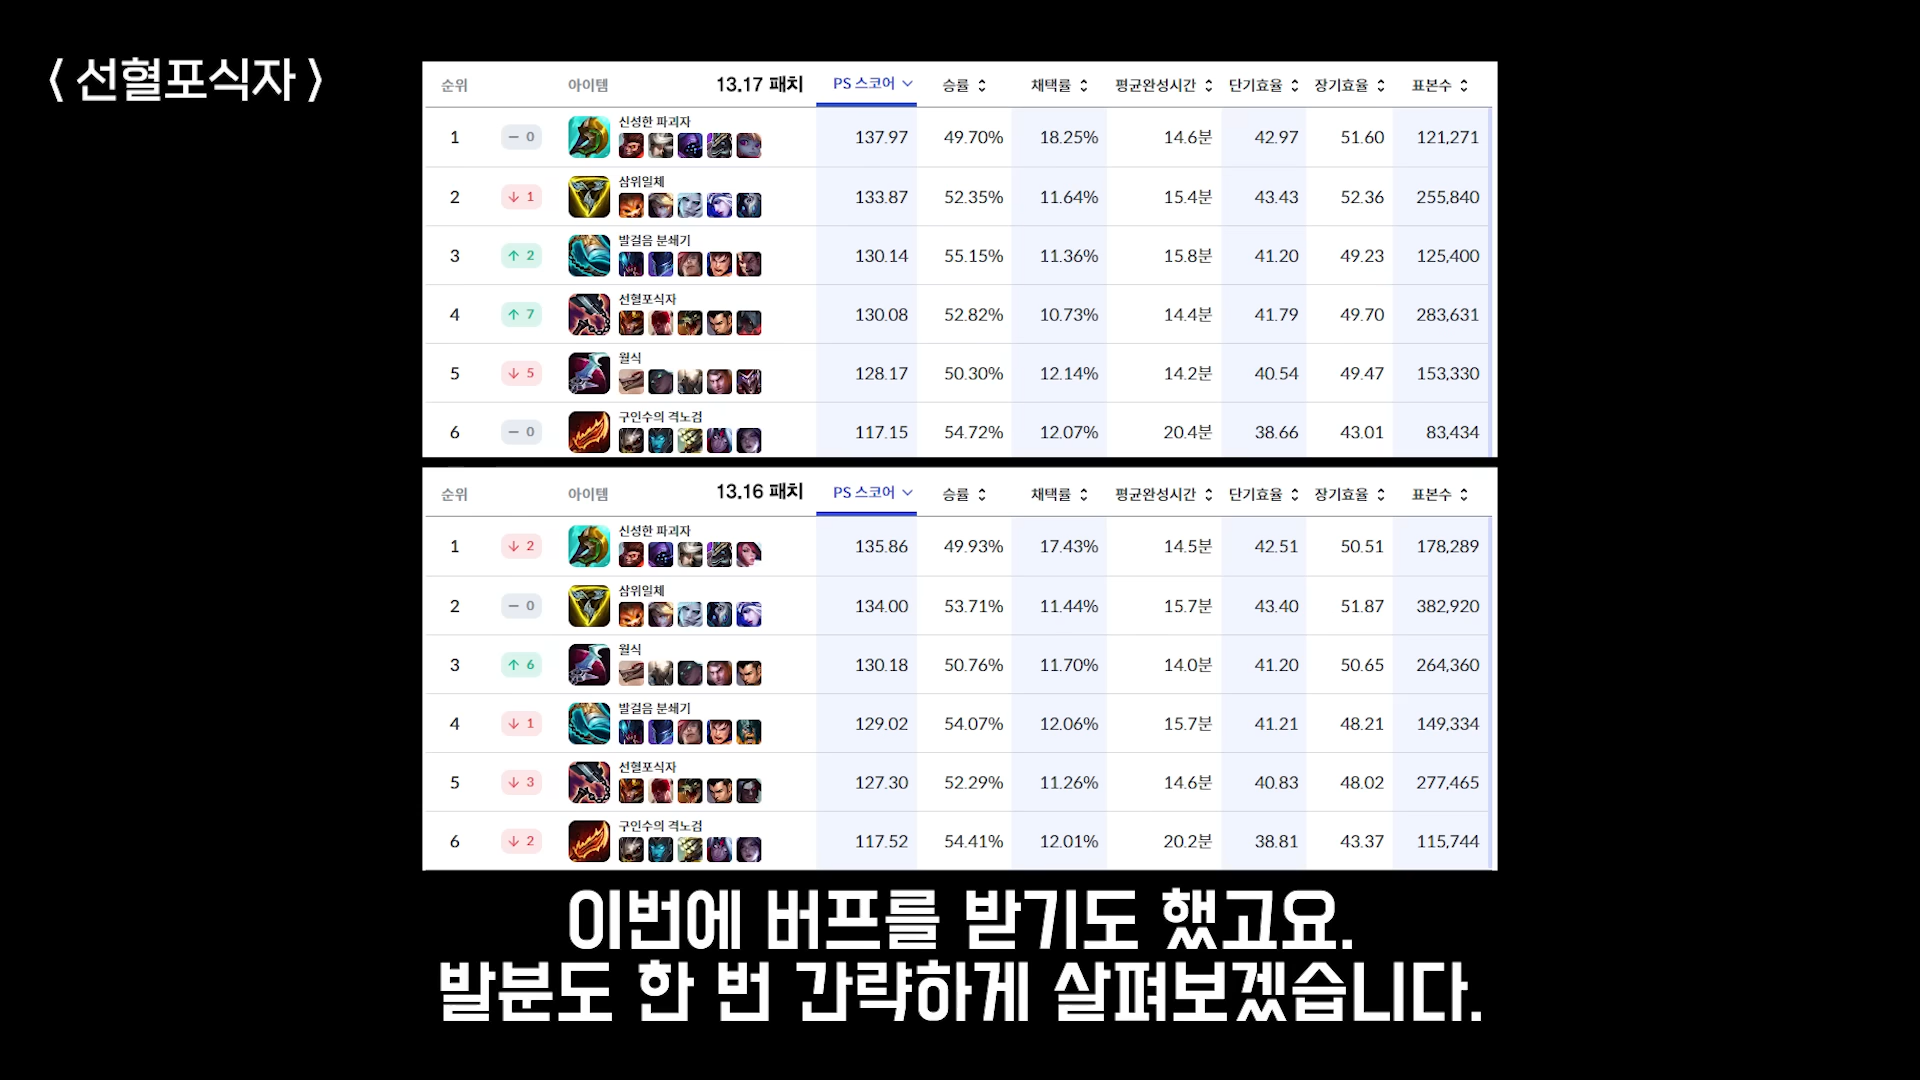 < 선혈포식자 >
순위 아이템 13.17 패치 PS 스코어 승률 채택률 평균완성시간 단기효율 장기효율 표본수
1 − 0 신성한 파괴자 137.97 49.70% 18.25% 14.6분 42.97 51.60 121,271
2 ↓ 1 삼위일체 133.87 52.35% 11.64% 15.4분 43.43 52.36 255,840
3 ↑ 2 발걸음 분쇄기 130.14 55.15% 11.36% 15.8분 41.20 49.23 125,400
4 ↑ 7 선혈포식자 130.08 52.82% 10.73% 14.4분 41.79 49.70 283,631
5 ↓ 5 월식 128.17 50.30% 12.14% 14.2분 40.54 49.47 153,330
6 − 0 구인수의 격노검 117.15 54.72% 12.07% 20.4분 38.66 43.01 83,434
순위 아이템 13.16 패치 PS 스코어 승률 채택률 평균완성시간 단기효율 장기효율 표본수
1 ↓ 2 신성한 파괴자 135.86 49.93% 17.43% 14.5분 42.51 50.51 178,289
2 − 0 삼위일체 134.00 53.71% 11.44% 15.7분 43.40 51.87 382,920
3 ↑ 6 월식 130.18 50.76% 11.70% 14.0분 41.20 50.65 264,360
4 ↓ 1 발걸음 분쇄기 129.02 54.07% 12.06% 15.7분 41.21 48.21 149,334
5 ↓ 3 선혈포식자 127.30 52.29% 11.26% 14.6분 40.83 48.02 277,465
6 ↓ 2 구인수의 격노검 117.52 54.41% 12.01% 20.2분 38.81 43.37 115,744
이번에 버프를 받기도 했고요.
발분도 한 번 간략하게 살펴보겠습니다.